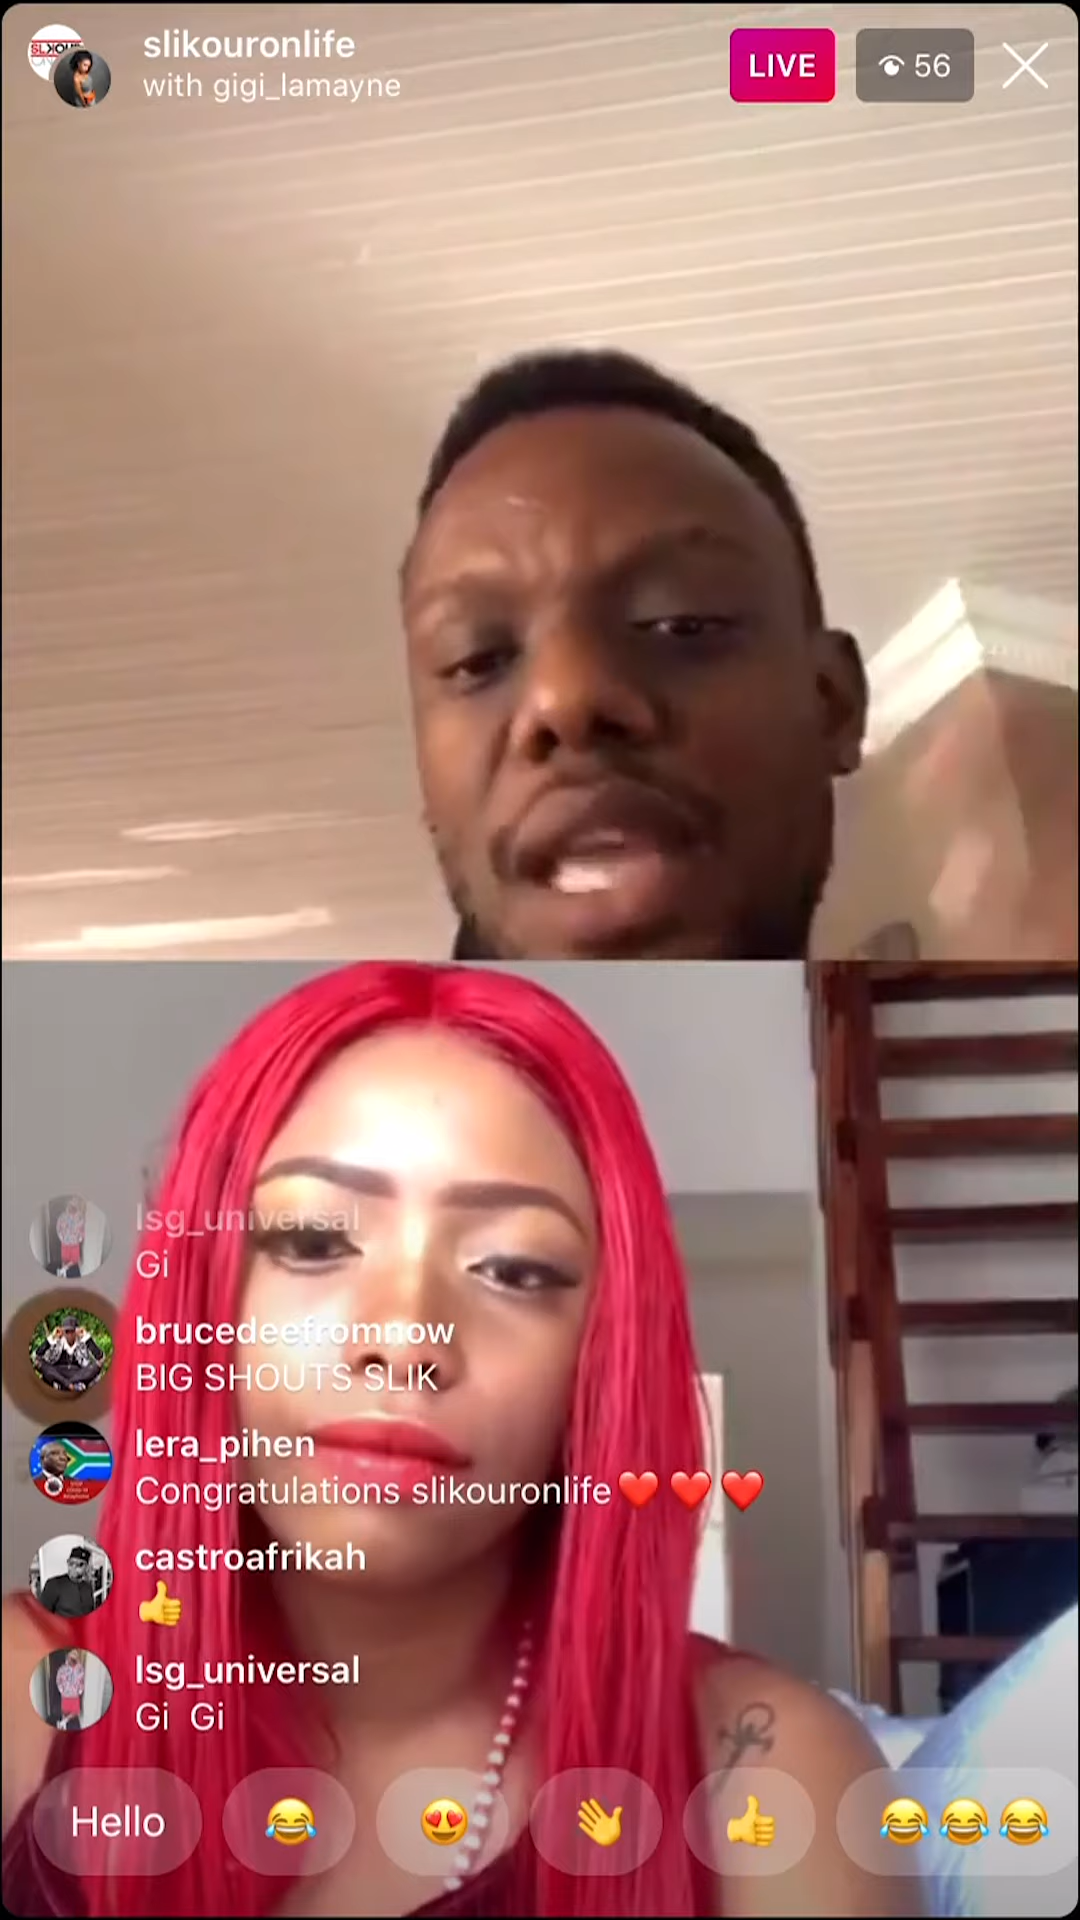 slikouronlife
with gigi_lamayne
LIVE
56
lsg_universal
Gi
brucedeefromnow
BIG SHOUTS SLIK
lera_pihen
Congratulations slikouronlife❤️❤️❤️
castroafrikah
👍
lsg_universal
Gi Gi
Hello 😂 😍 👋 👍 😂😂😂